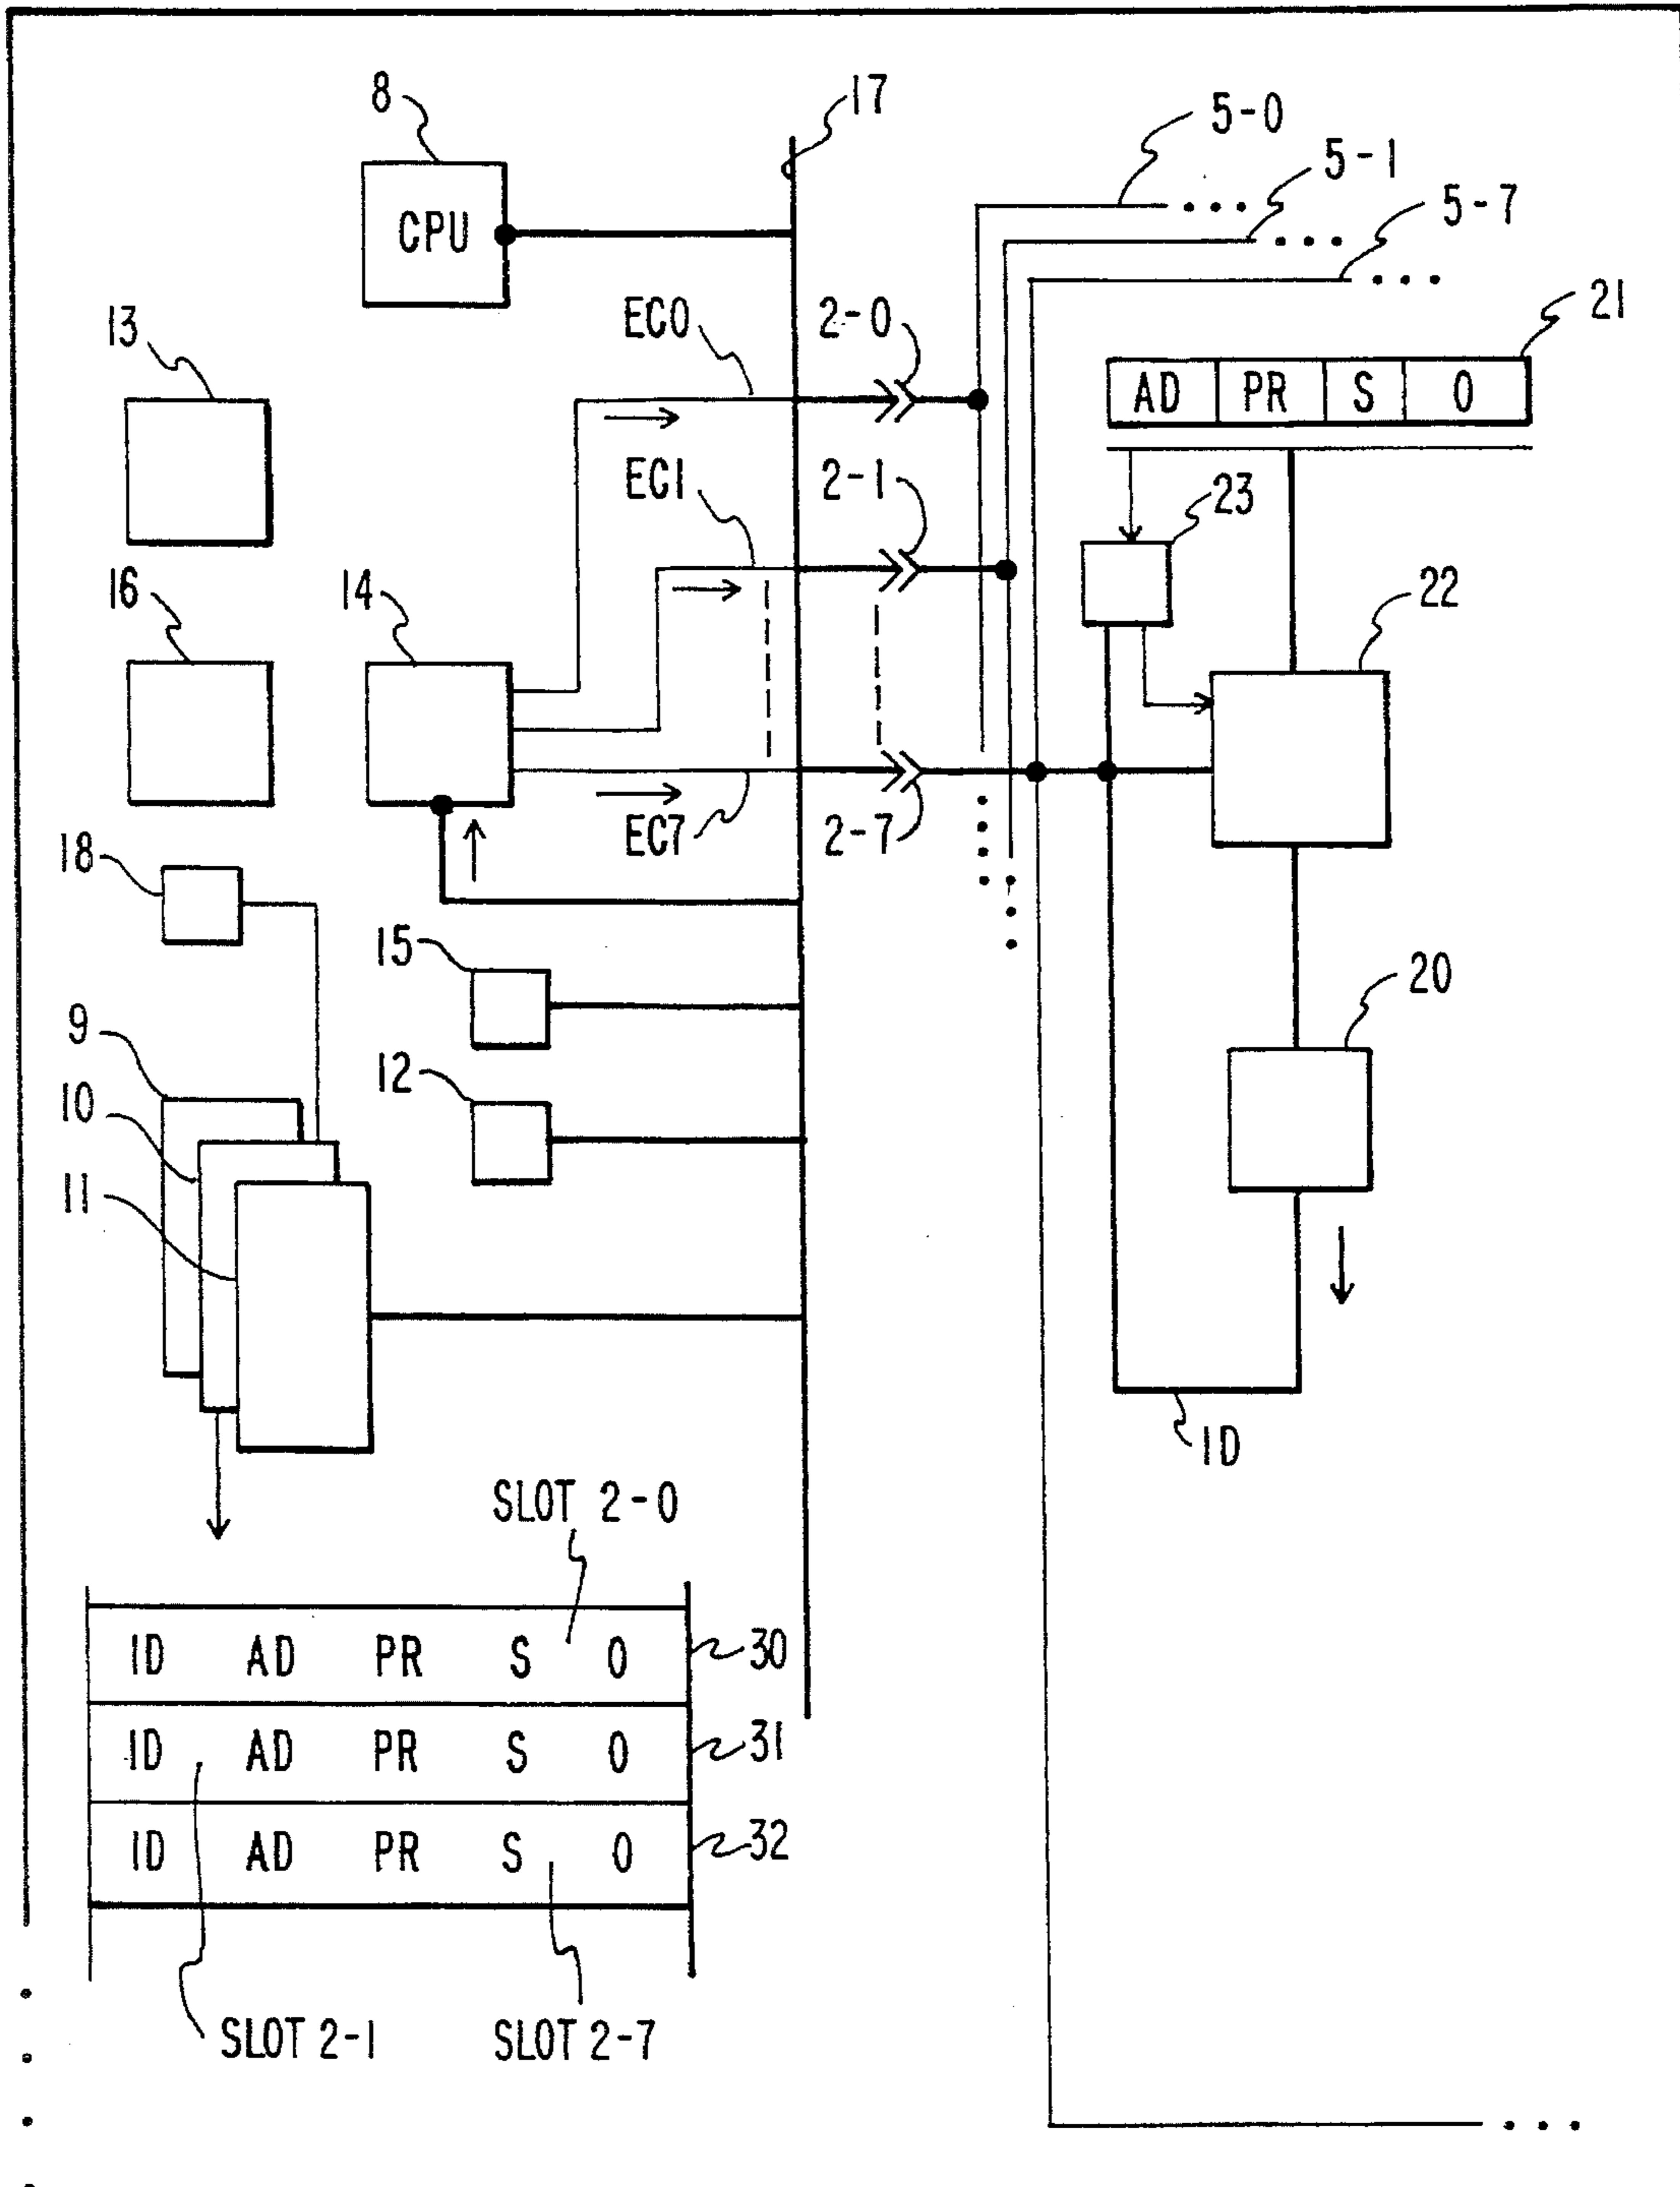 8
17
5-0
5-1
5-7
CPU
21
13
EC0
2-0
AD PR S 0
EC1
2-1
23
16
14
22
EC7
2-7
18
15
20
9
12
10
11
ID
SLOT 2-0
ID AD PR S 0
30
ID AD PR S 0
31
ID AD PR S 0
32
SLOT 2-1
SLOT 2-7